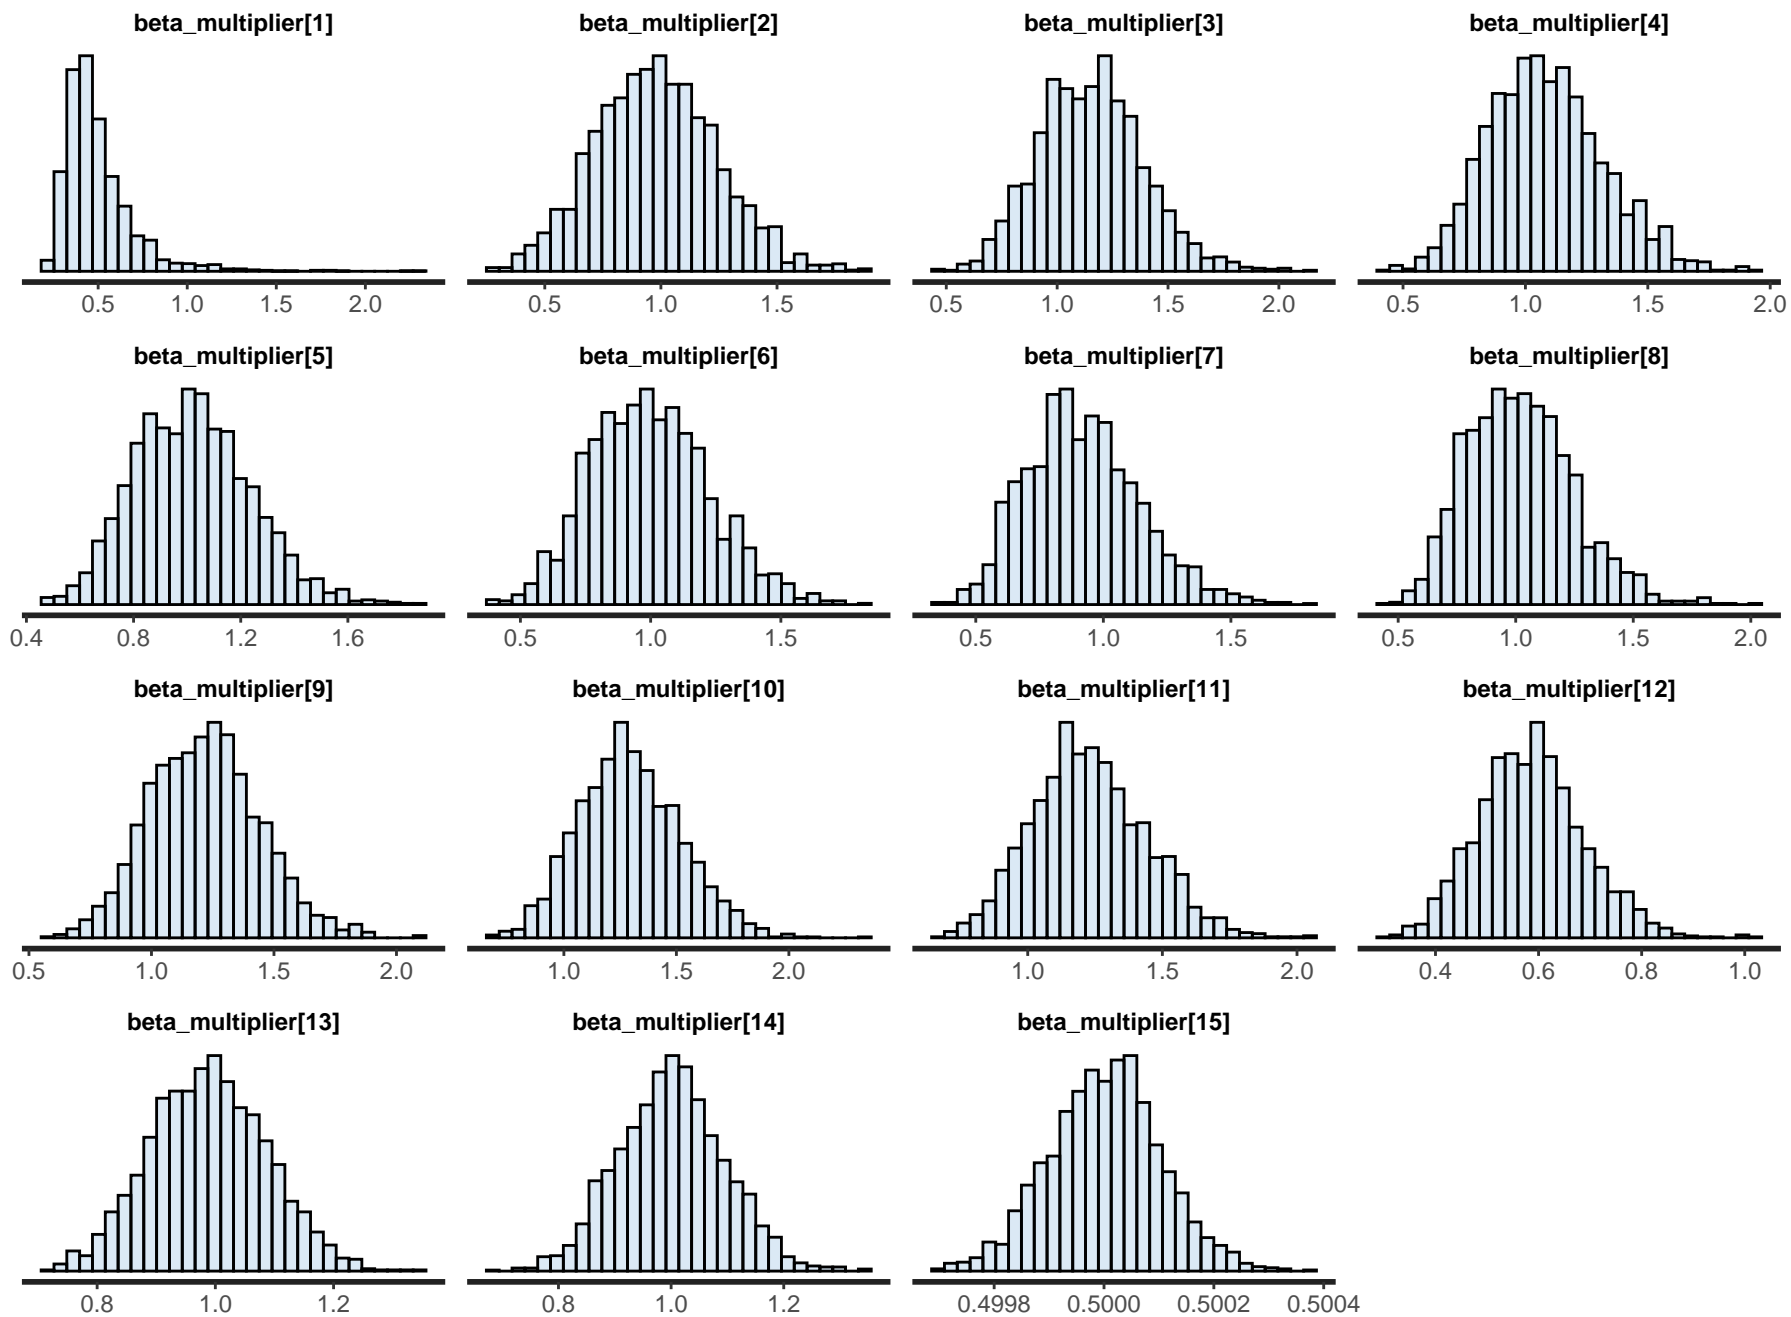 beta_multiplier[1] beta_multiplier[2] beta_multiplier[3] beta_multiplier[4]
0.5 1.0 1.5 2.0 0.5 1.0 1.5 0.5 1.0 1.5 2.0 0.5 1.0 1.5 2.0
beta_multiplier[5] beta_multiplier[6] beta_multiplier[7] beta_multiplier[8]
0.4 0.8 1.2 1.6 0.5 1.0 1.5 0.5 1.0 1.5 0.5 1.0 1.5 2.0
beta_multiplier[9] beta_multiplier[10] beta_multiplier[11] beta_multiplier[12]
0.5 1.0 1.5 2.0 1.0 1.5 2.0 1.0 1.5 2.0 0.4 0.6 0.8 1.0
beta_multiplier[13] beta_multiplier[14] beta_multiplier[15]
0.8 1.0 1.2 0.8 1.0 1.2 0.4998 0.5000 0.5002 0.5004